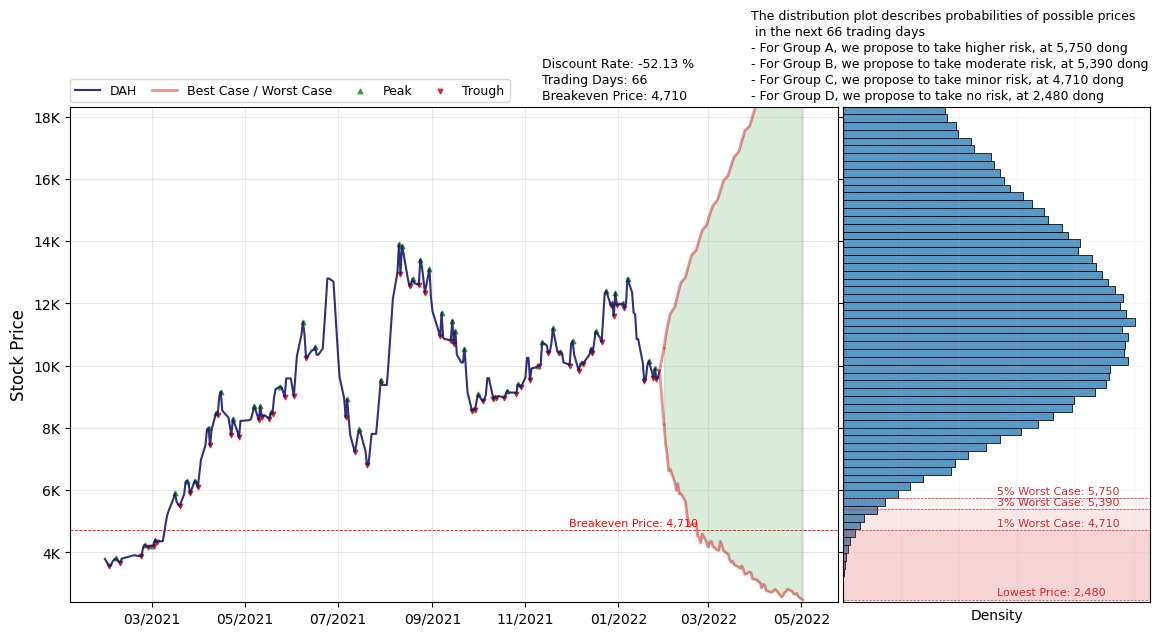 The distribution plot describes probabilities of possible prices
in the next 66 trading days
- For Group A, we propose to take higher risk, at 5,750 dong
- For Group B, we propose to take moderate risk, at 5,390 dong
- For Group C, we propose to take minor risk, at 4,710 dong
- For Group D, we propose to take no risk, at 2,480 dong
Discount Rate: -52.13 %
Trading Days: 66
Breakeven Price: 4,710
DAH
Best Case / Worst Case
Peak
Trough
Stock Price
18K
16K
14K
12K
10K
8K
6K
4K
Breakeven Price: 4,710
03/2021
05/2021
07/2021
09/2021
11/2021
01/2022
03/2022
05/2022
5% Worst Case: 5,750
3% Worst Case: 5,390
1% Worst Case: 4,710
Lowest Price: 2,480
Density